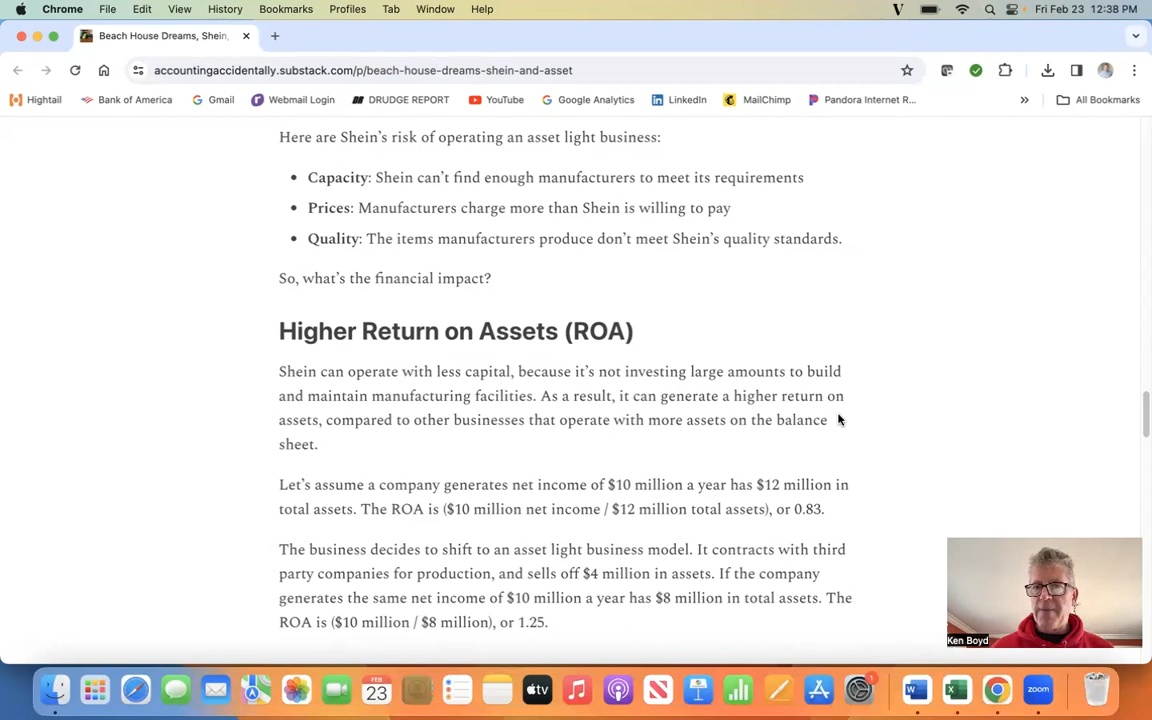 Chrome File Edit View History Bookmarks Profiles Tab Window Help Fri Feb 23 12:38 PM
Beach House Dreams, Shein,
accountingaccidentally.substack.com/p/beach-house-dreams-shein-and-asset
Hightail Bank of America Gmail Webmail Login DRUDGE REPORT YouTube Google Analytics LinkedIn MailChimp Pandora Internet R... » All Bookmarks
Here are Shein's risk of operating an asset light business:
• Capacity: Shein can't find enough manufacturers to meet its requirements
• Prices: Manufacturers charge more than Shein is willing to pay
• Quality: The items manufacturers produce don't meet Shein's quality standards.
So, what's the financial impact?
Higher Return on Assets (ROA)
Shein can operate with less capital, because it's not investing large amounts to build
and maintain manufacturing facilities. As a result, it can generate a higher return on
assets, compared to other businesses that operate with more assets on the balance
sheet.
Let's assume a company generates net income of $10 million a year has $12 million in
total assets. The ROA is ($10 million net income / $12 million total assets), or 0.83.
The business decides to shift to an asset light business model. It contracts with third
party companies for production, and sells off $4 million in assets. If the company
generates the same net income of $10 million a year has $8 million in total assets. The
ROA is ($10 million / $8 million), or 1.25.
Ken Boyd
FEB
23
tv
1
W
X
zoom